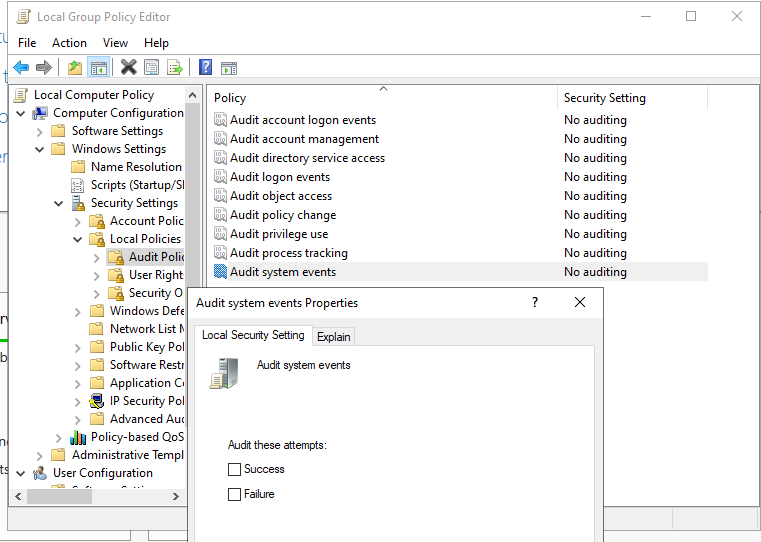 Local Group Policy Editor
File Action View Help
Local Computer Policy
Computer Configuration
Software Settings
Windows Settings
Name Resolution
Scripts (Startup/Sl
Security Settings
Account Polic
Local Policies
Audit Polic
User Right
Security O
Windows Defe
Network List M
Public Key Pol
Software Restr
Application Co
IP Security Pol
Advanced Aud
Policy-based QoS
Administrative Templ
User Configuration
Policy Security Setting
Audit account logon events No auditing
Audit account management No auditing
Audit directory service access No auditing
Audit logon events No auditing
Audit object access No auditing
Audit policy change No auditing
Audit privilege use No auditing
Audit process tracking No auditing
Audit system events No auditing
Audit system events Properties ?
Local Security Setting Explain
Audit system events
Audit these attempts:
Success
Failure